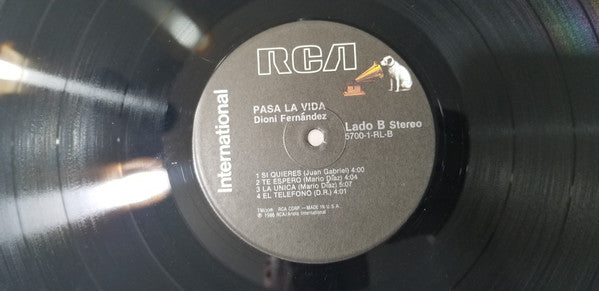 RCA
International
PASA LA VIDA
Dioni Fernández
Lado B Stereo
5700-1-RL-B
1 SI QUIERES (Juan Gabriel) 4:00
2 TE ESPERO (Mario Díaz) 4:04
3 LA UNICA (Mario Díaz) 5:07
4 EL TELEFONO (D.R.) 4:01
RCA CORP.—MADE IN U.S.A.
℗ 1986 RCA/Ariola International